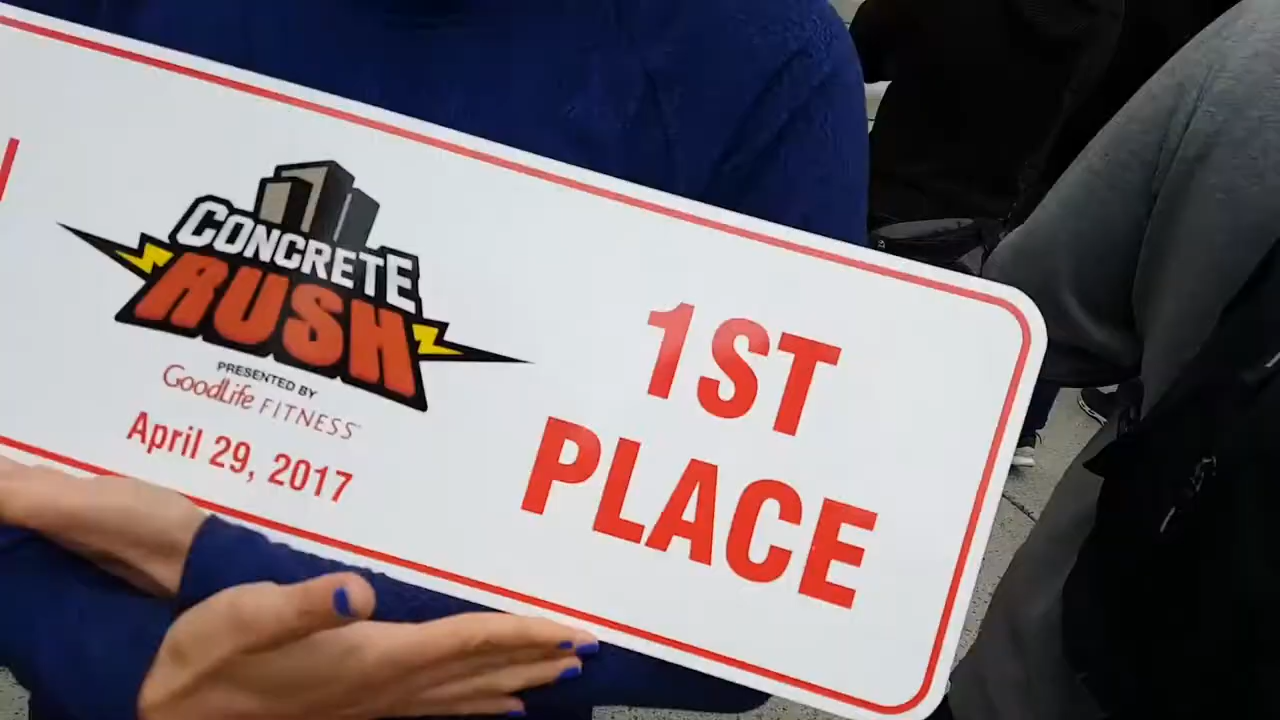 CONCRETE
RUSH
PRESENTED BY
GoodLife FITNESS
April 29, 2017
1ST
PLACE